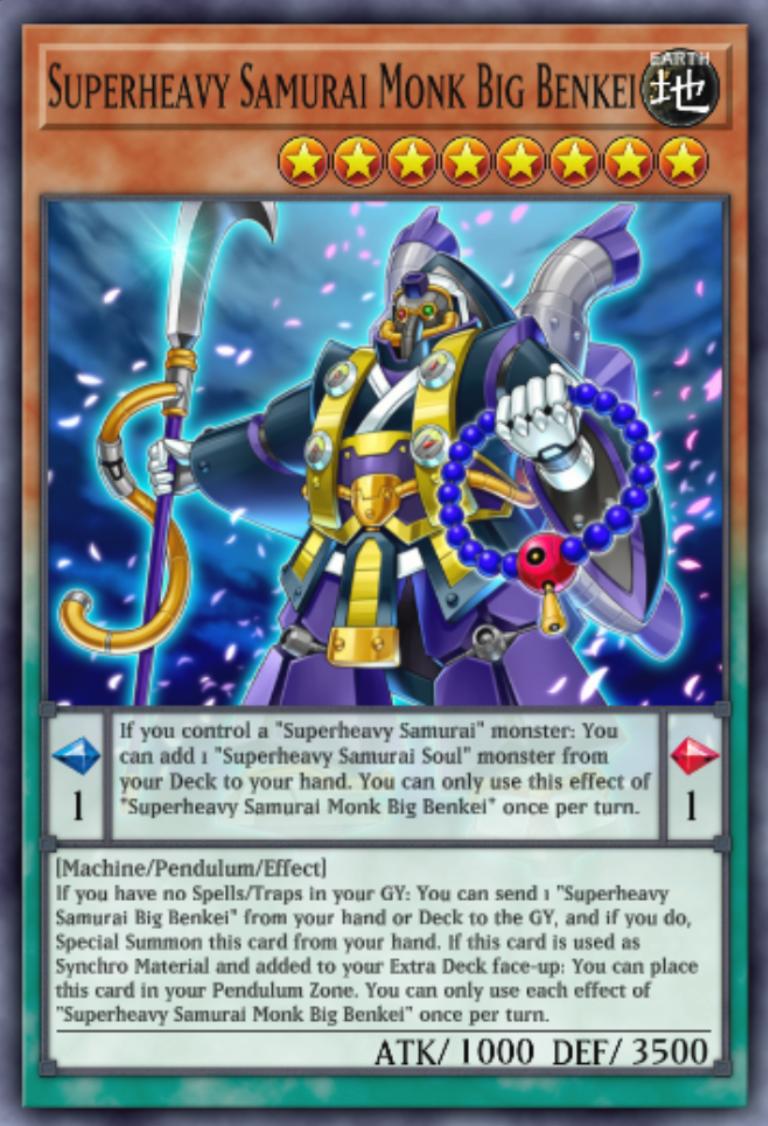 Superheavy Samurai Monk Big Benkei
EARTH
地
If you control a "Superheavy Samurai" monster: You
can add 1 "Superheavy Samurai Soul" monster from
your Deck to your hand. You can only use this effect of
"Superheavy Samurai Monk Big Benkei" once per turn.
1
1
[Machine/Pendulum/Effect]
If you have no Spells/Traps in your GY: You can send 1 "Superheavy
Samurai Big Benkei" from your hand or Deck to the GY, and if you do,
Special Summon this card from your hand. If this card is used as
Synchro Material and added to your Extra Deck face-up: You can place
this card in your Pendulum Zone. You can only use each effect of
"Superheavy Samurai Monk Big Benkei" once per turn.
ATK/ 1000 DEF/ 3500